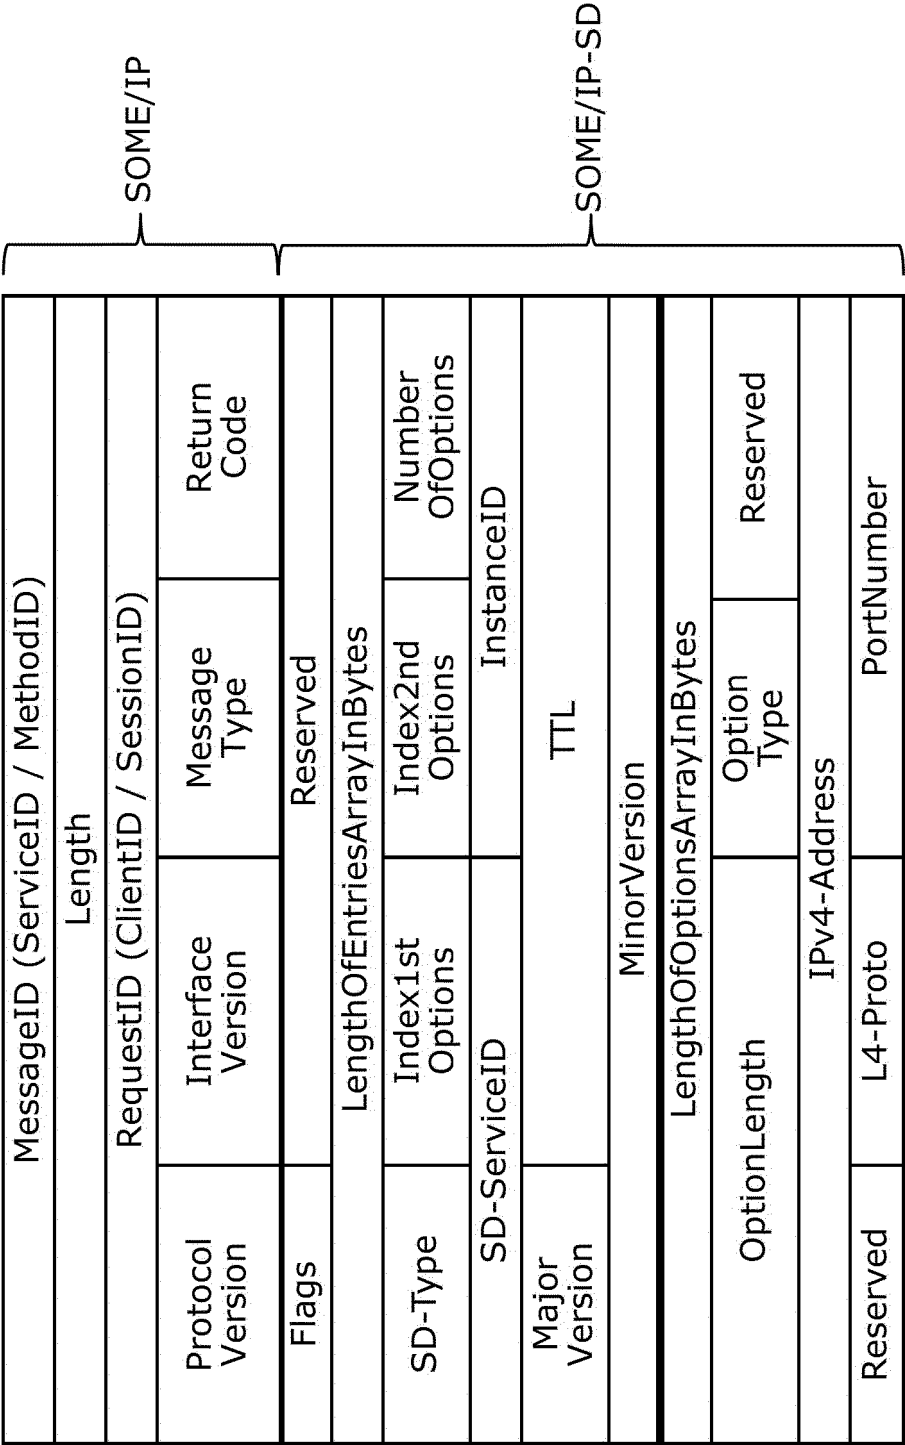 MessageID (ServiceID / MethodID)
Length
RequestID (ClientID / SessionID)
Protocol
Version
Interface
Version
Message
Type
Return
Code
SOME/IP
Flags
Reserved
LengthOfEntriesArrayInBytes
SD-Type
Index1st
Options
Index2nd
Options
Number
OfOptions
SD-ServiceID
InstanceID
Major
Version
TTL
MinorVersion
LengthOfOptionsArrayInBytes
OptionLength
Option
Type
Reserved
IPv4-Address
Reserved
L4-Proto
PortNumber
SOME/IP-SD